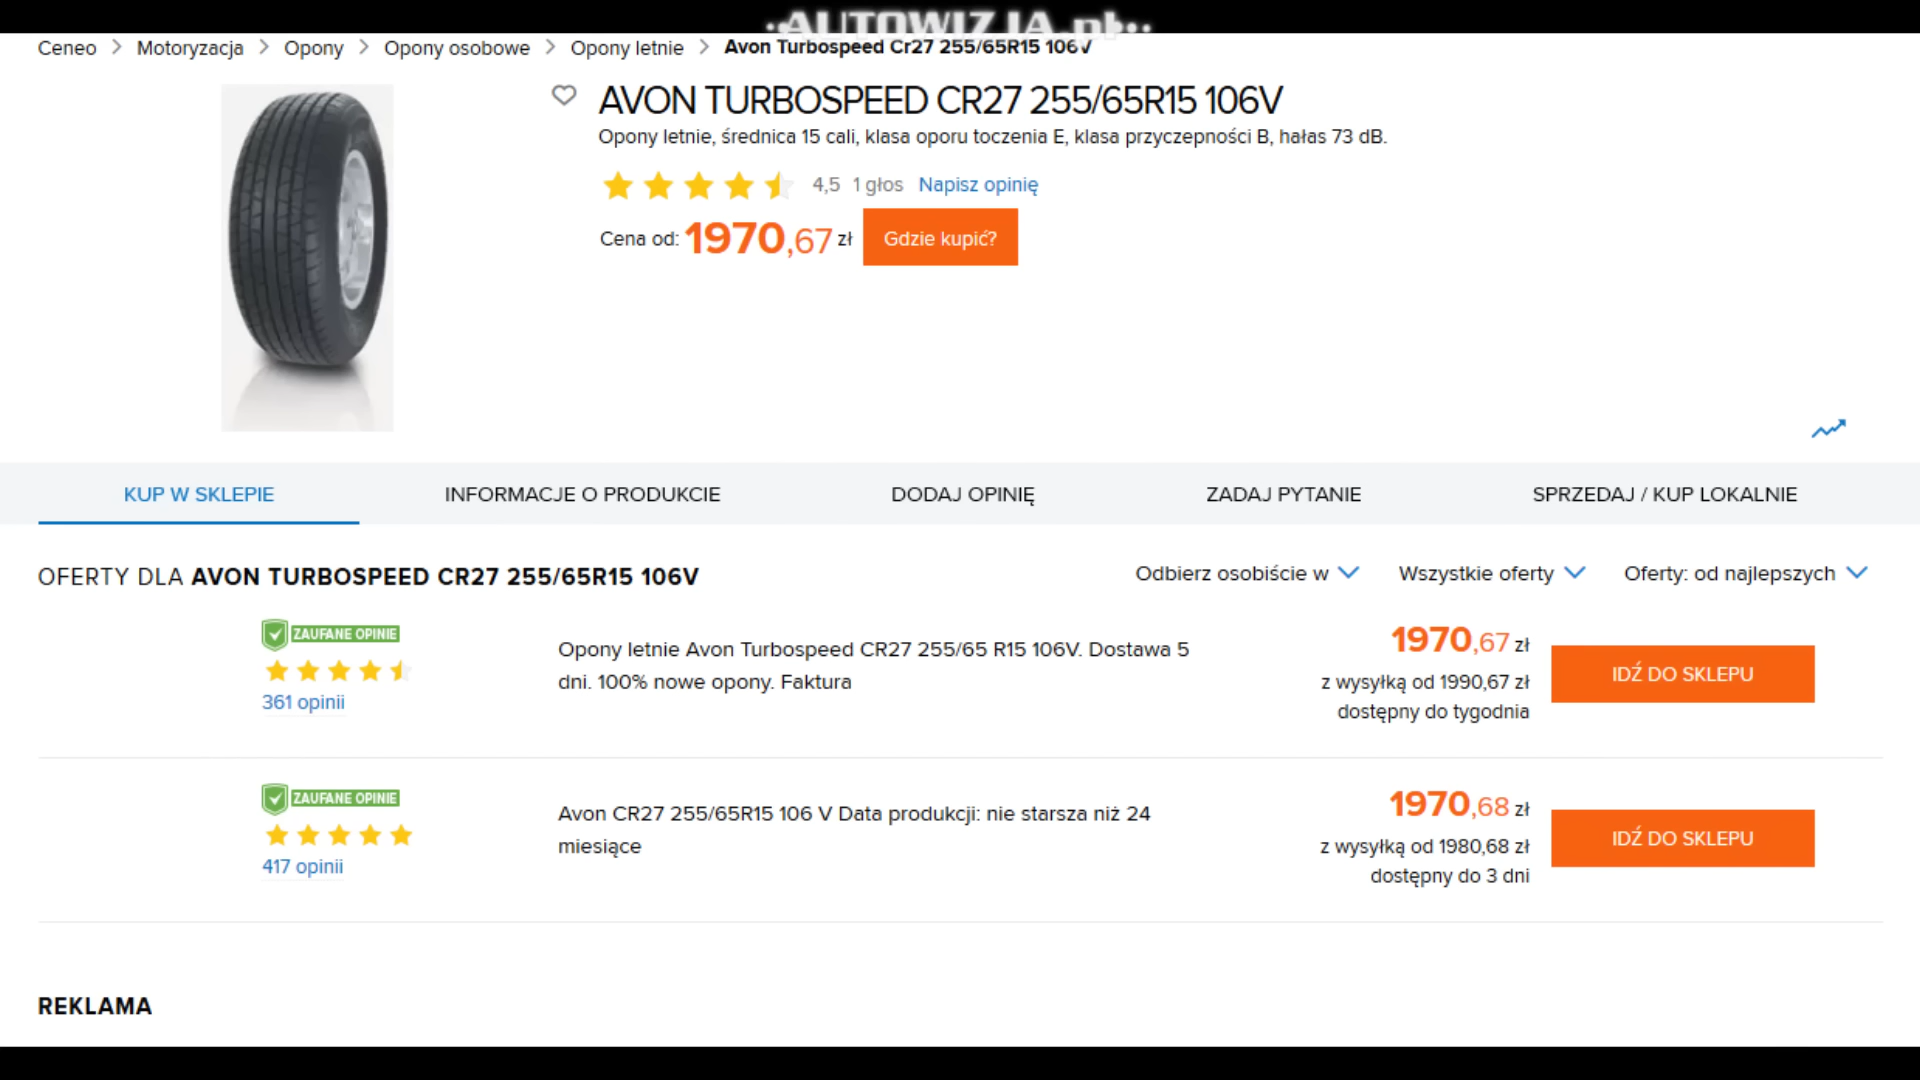 AUTOWIZJA.pl
Ceneo > Motoryzacja > Opony > Opony osobowe > Opony letnie > Avon Turbospeed Cr27 255/65R15 106V
AVON TURBOSPEED CR27 255/65R15 106V
Opony letnie, średnica 15 cali, klasa oporu toczenia E, klasa przyczepności B, hałas 73 dB.
4,5 1 głos Napisz opinię
Cena od: 1970,67 zł Gdzie kupić?
KUP W SKLEPIE INFORMACJE O PRODUKCIE DODAJ OPINIĘ ZADAJ PYTANIE SPRZEDAJ / KUP LOKALNIE
OFERTY DLA AVON TURBOSPEED CR27 255/65R15 106V Odbierz osobiście w Wszystkie oferty Oferty: od najlepszych
ZAUFANE OPINIE
361 opinii
Opony letnie Avon Turbospeed CR27 255/65 R15 106V. Dostawa 5
dni. 100% nowe opony. Faktura
1970,67 zł
z wysyłką od 1990,67 zł
dostępny do tygodnia
IDŹ DO SKLEPU
ZAUFANE OPINIE
417 opinii
Avon CR27 255/65R15 106 V Data produkcji: nie starsza niż 24
miesiące
1970,68 zł
z wysyłką od 1980,68 zł
dostępny do 3 dni
IDŹ DO SKLEPU
REKLAMA